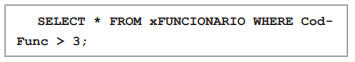 SELECT * FROM xFUNCIONARIO WHERE Cod-
Func > 3;